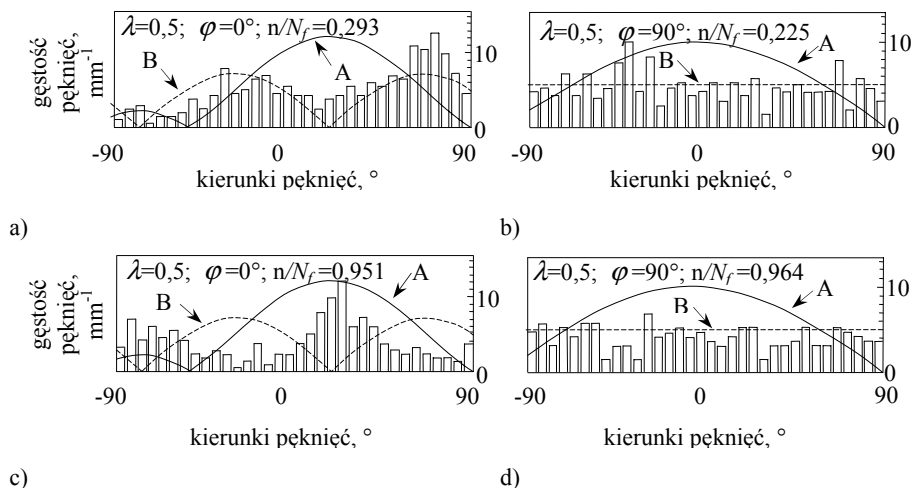 λ=0,5; φ=0°; n/N_f =0,293
A
B
gęstość
pęknięć,
mm⁻¹
10
0
-90 0 90
kierunki pęknięć, °
a)
λ=0,5; φ=90°; n/N_f =0,225
A
B
10
0
-90 0 90
kierunki pęknięć, °
b)
λ=0,5; φ=0°; n/N_f =0,951
A
B
gęstość
pęknięć,
mm⁻¹
10
0
-90 0 90
kierunki pęknięć, °
c)
λ=0,5; φ=90°; n/N_f =0,964
A
B
10
0
-90 0 90
kierunki pęknięć, °
d)